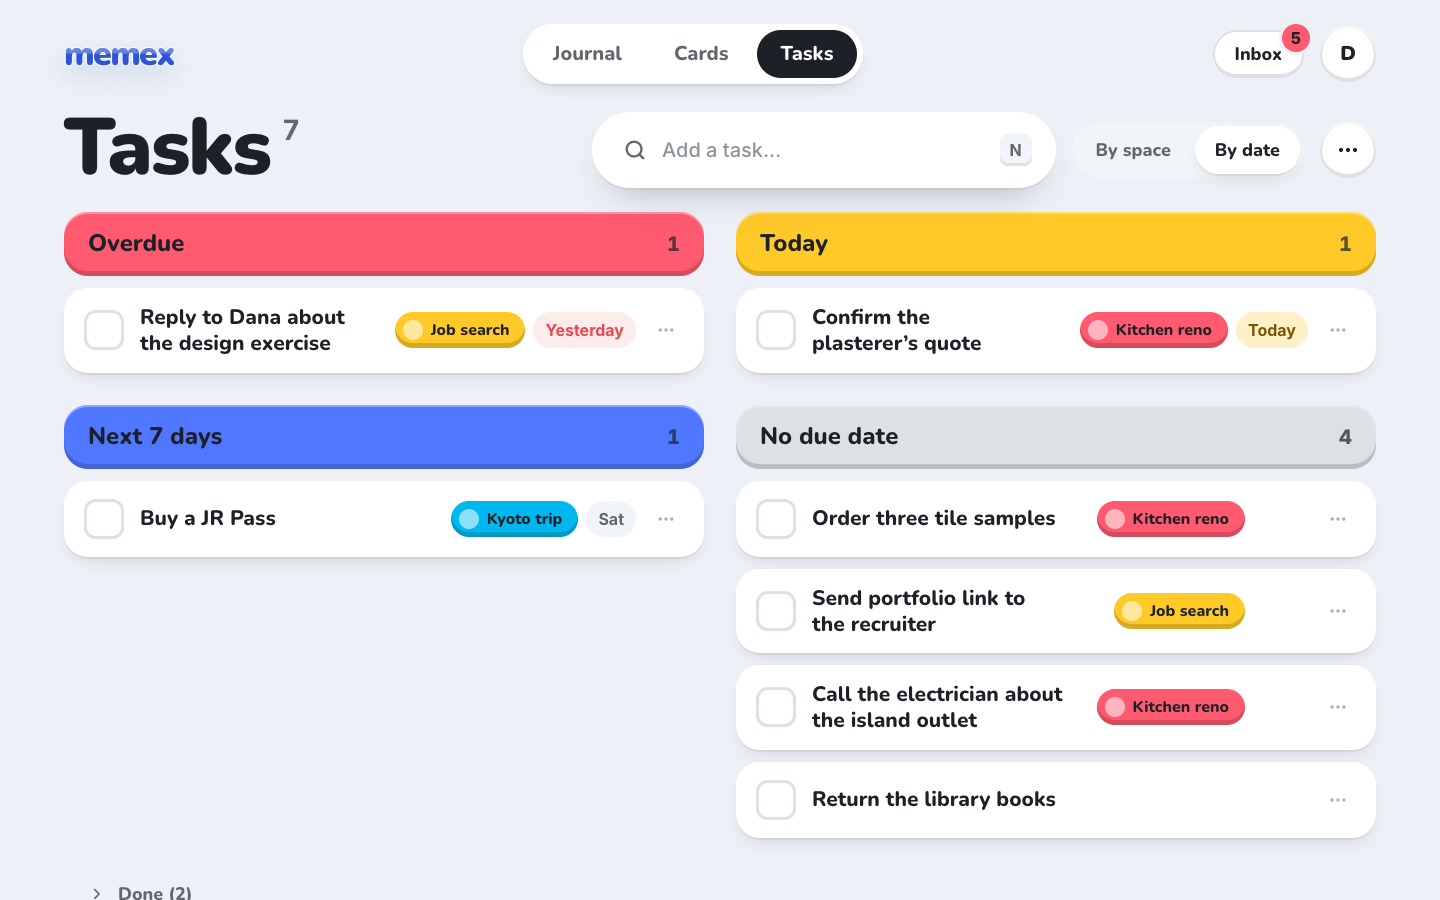 memex
Journal
Cards
Tasks
Inbox
5
D
Tasks
7
Add a task...
N
By space
By date
Overdue
1
Reply to Dana about
the design exercise
Job search
Yesterday
Today
1
Confirm the
plasterer’s quote
Kitchen reno
Today
Next 7 days
1
Buy a JR Pass
Kyoto trip
Sat
No due date
4
Order three tile samples
Kitchen reno
Send portfolio link to
the recruiter
Job search
Call the electrician about
the island outlet
Kitchen reno
Return the library books
Done (2)